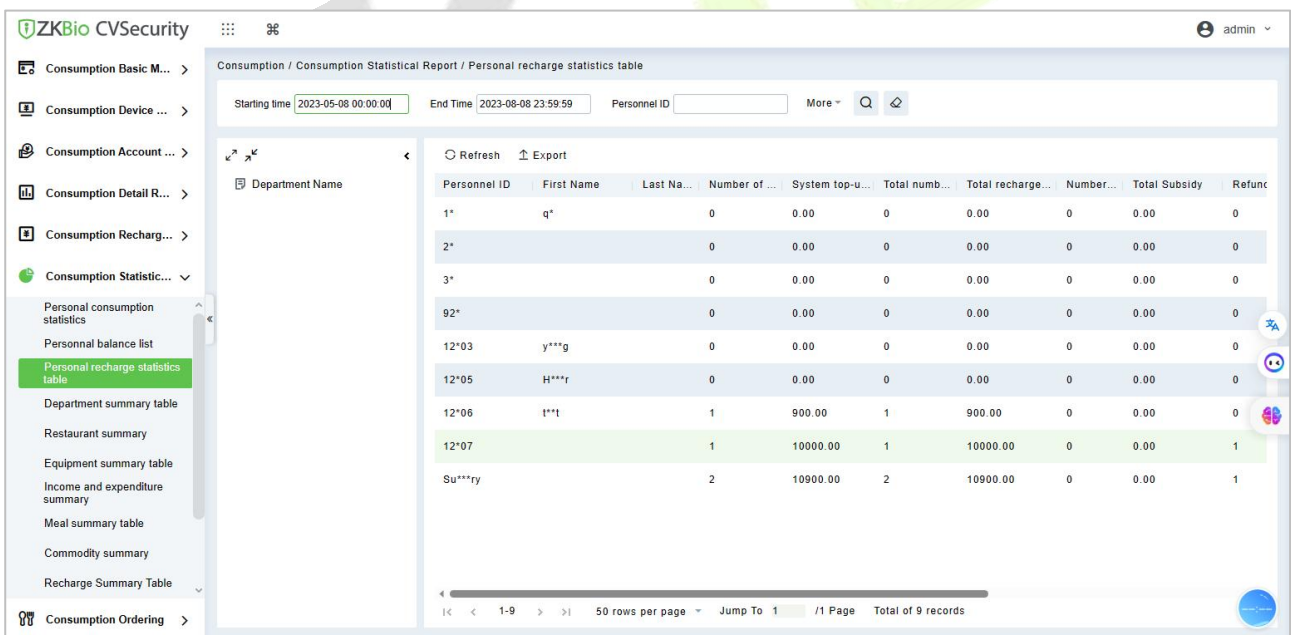 ZKBio CVSecurity
admin
Consumption Basic M...
Consumption Device ...
Consumption Account ...
Consumption Detail R...
Consumption Recharg...
Consumption Statistic...
Personal consumption
statistics
Personnal balance list
Personal recharge statistics
table
Department summary table
Restaurant summary
Equipment summary table
Income and expenditure
summary
Meal summary table
Commodity summary
Recharge Summary Table
Consumption Ordering
Consumption / Consumption Statistical Report / Personal recharge statistics table
Starting time 2023-05-08 00:00:00 End Time 2023-08-08 23:59:59 Personnel ID More
Department Name
Refresh Export
Personnel ID First Name Last Na... Number of ... System top-u... Total numb... Total recharge... Number... Total Subsidy Refund
1* q* 0 0.00 0 0.00 0 0.00 0
2* 0 0.00 0 0.00 0 0.00 0
3* 0 0.00 0 0.00 0 0.00 0
92* 0 0.00 0 0.00 0 0.00 0
12*03 y***g 0 0.00 0 0.00 0 0.00 0
12*05 H***r 0 0.00 0 0.00 0 0.00 0
12*06 t**t 1 900.00 1 900.00 0 0.00 0
12*07 1 10000.00 1 10000.00 0 0.00 1
Su***ry 2 10900.00 2 10900.00 0 0.00 1
1-9 50 rows per page Jump To 1 /1 Page Total of 9 records